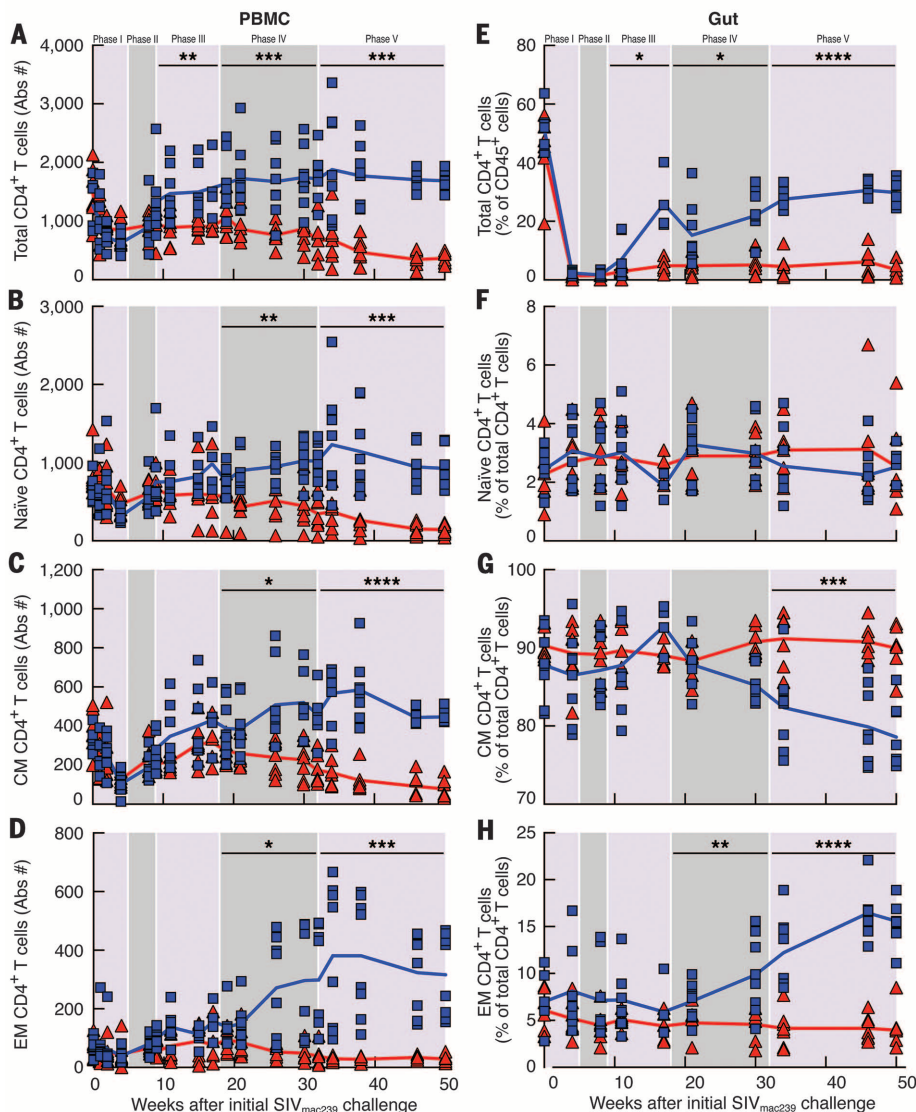 PBMC
Gut
A
Phase I Phase II Phase III Phase IV Phase V
Total CD4+ T cells (Abs #)
4,000
3,000
2,000
1,000
0
** *** ***
B
Naïve CD4+ T cells (Abs #)
3,000
2,000
1,000
0
** ***
C
CM CD4+ T cells (Abs #)
1,200
1,000
800
600
400
200
0
* ****
D
EM CD4+ T cells (Abs #)
800
600
400
200
0
* ***
0 10 20 30 40 50
Weeks after initial SIVmac239 challenge
E
Phase I Phase II Phase III Phase IV Phase V
Total CD4+ T cells
(% of CD45+ cells)
80
60
40
20
0
* * ****
F
Naïve CD4+ T cells
(% of total CD4+ T cells)
8
6
4
2
0
G
CM CD4+ T cells
(% of total CD4+ T cells)
100
90
80
70
***
H
EM CD4+ T cells
(% of total CD4+ T cells)
25
20
15
10
5
0
** ****
0 10 20 30 40 50
Weeks after initial SIVmac239 challenge